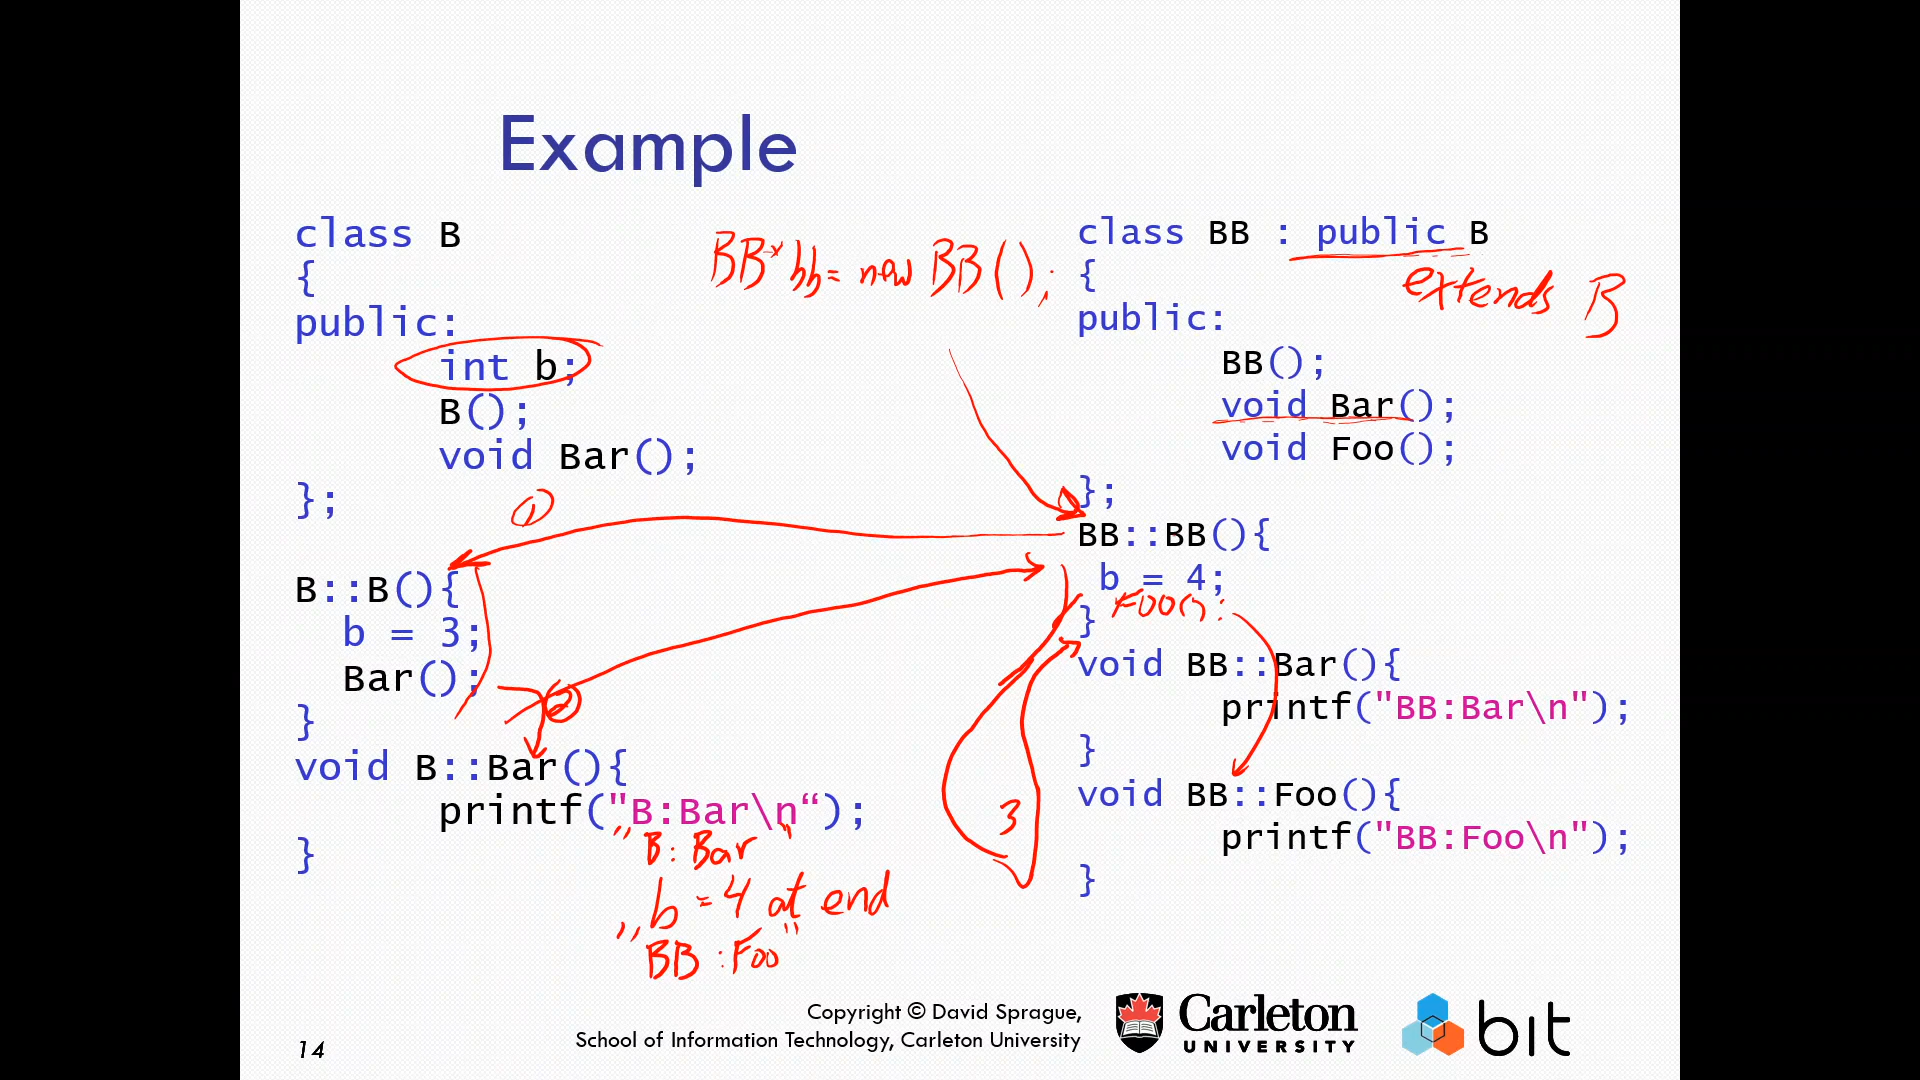 Example
class B
{
public:
int b;
B();
void Bar();
};
B::B(){
b = 3;
Bar();
}
void B::Bar(){
printf("B:Bar\n“);
}
BB* bb = new BB();
class BB : public B
{
extends B
public:
BB();
void Bar();
void Foo();
};
BB::BB(){
b = 4;
Foo();
}
void BB::Bar(){
printf("BB:Bar\n");
}
void BB::Foo(){
printf("BB:Foo\n");
}
1
2
3
"B: Bar"
b = 4 at end
"BB :Foo"
Copyright © David Sprague,
School of Information Technology, Carleton University
14
Carleton
UNIVERSITY
bit